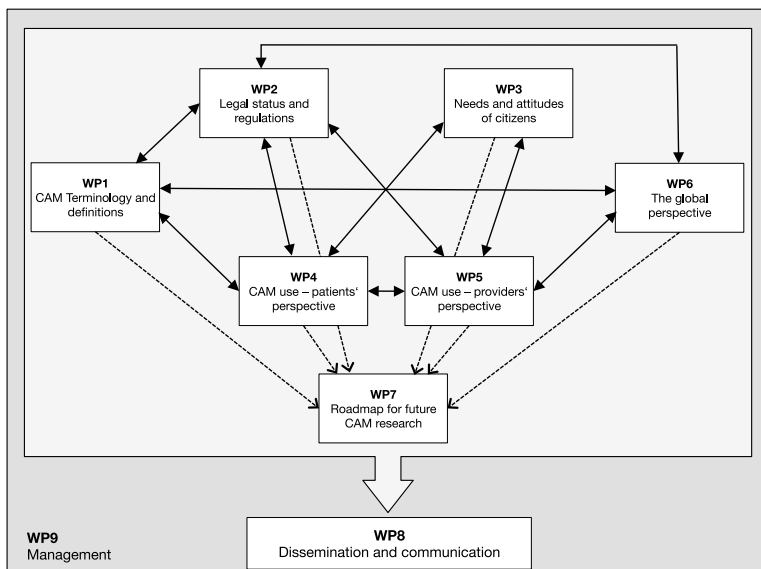 WP2
Legal status and
regulations
WP3
Needs and attitudes
of citizens
WP1
CAM Terminology and
definitions
WP6
The global
perspective
WP4
CAM use – patients‘
perspective
WP5
CAM use – providers‘
perspective
WP7
Roadmap for future
CAM research
WP9
Management
WP8
Dissemination and communication